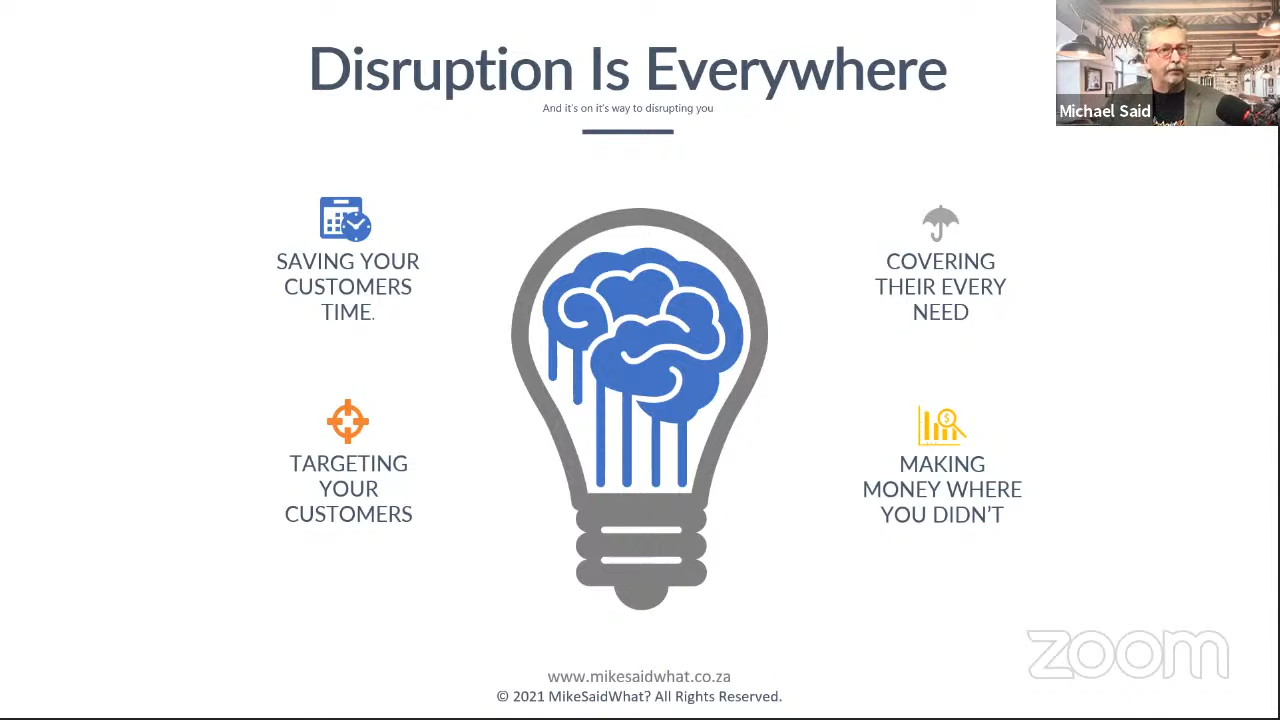 Disruption Is Everywhere
And it's on it's way to disrupting you
Michael Said
SAVING YOUR
CUSTOMERS
TIME.
COVERING
THEIR EVERY
NEED
TARGETING
YOUR
CUSTOMERS
$
MAKING
MONEY WHERE
YOU DIDN'T
zoom
www.mikesaidwhat.co.za
© 2021 MikeSaidWhat? All Rights Reserved.